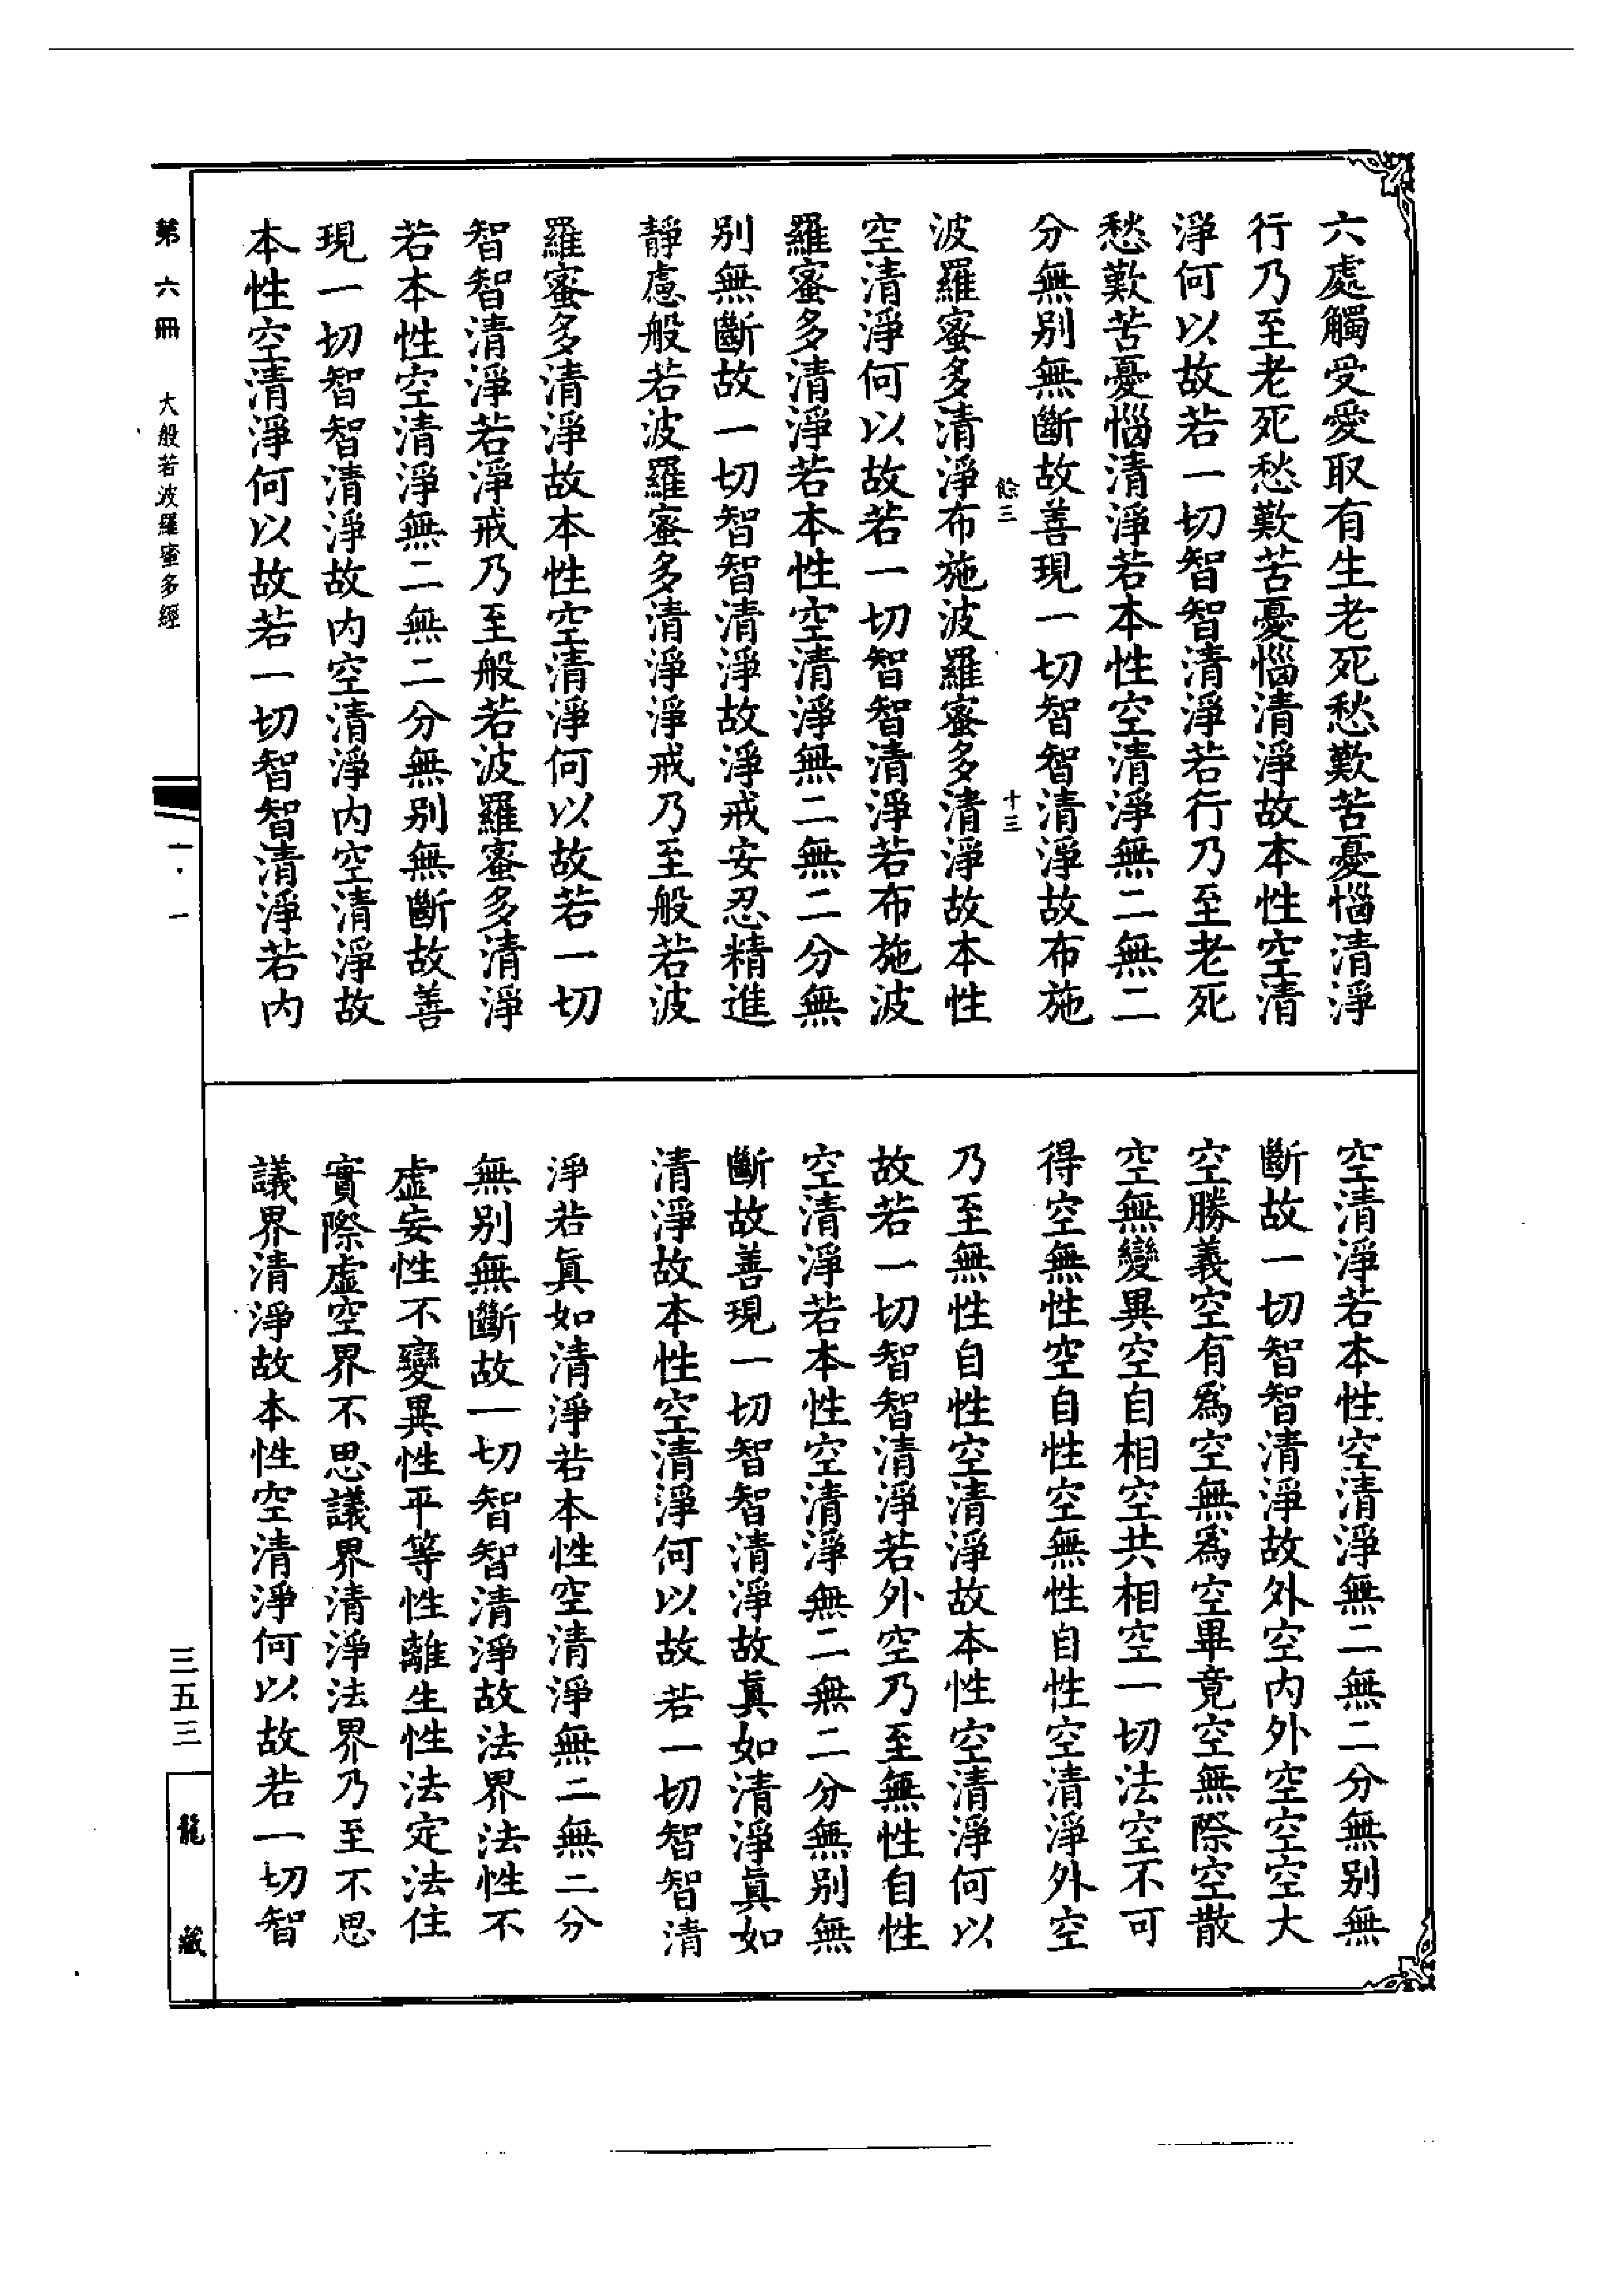 六處觸受愛取有生老死愁歎苦憂惱清淨
行乃至老死愁歎苦憂惱清淨故本性空清
淨何以故若一切智智清淨若行乃至老死
愁歎苦憂惱清淨若本性空清淨無二無二
分無別無斷故善現一切智智清淨故布施
餘三
十三
波羅蜜多清淨布施波羅蜜多清淨故本性
空清淨何以故若一切智智清淨若布施波
羅蜜多清淨若本性空清淨無二無二分無
別無斷故一切智智清淨故淨戒安忍精進
靜慮般若波羅蜜多清淨淨戒乃至般若波
羅蜜多清淨故本性空清淨何以故若一切
智智清淨若淨戒乃至般若波羅蜜多清淨
若本性空清淨無二無二分無別無斷故善
現一切智智清淨故內空清淨內空清淨故
本性空清淨何以故若一切智智清淨若內
空清淨若本性空清淨無二無二分無別無
斷故一切智智清淨故外空內外空空空大
空勝義空有爲空無爲空畢竟空無際空散
空無變異空自相空共相空一切法空不可
得空無性空自性空無性自性空清淨外空
乃至無性自性空清淨故本性空清淨何以
故若一切智智清淨若外空乃至無性自性
空清淨若本性空清淨無二無二分無別無
斷故善現一切智智清淨故眞如清淨眞如
清淨故本性空清淨何以故若一切智智清
淨若眞如清淨若本性空清淨無二無二分
無別無斷故一切智智清淨故法界法性不
虛妄性不變異性平等性離生性法定法住
實際虛空界不思議界清淨法界乃至不思
議界清淨故本性空清淨何以故若一切智
第六冊 大般若波羅蜜多經
一·一
三五三
龍藏